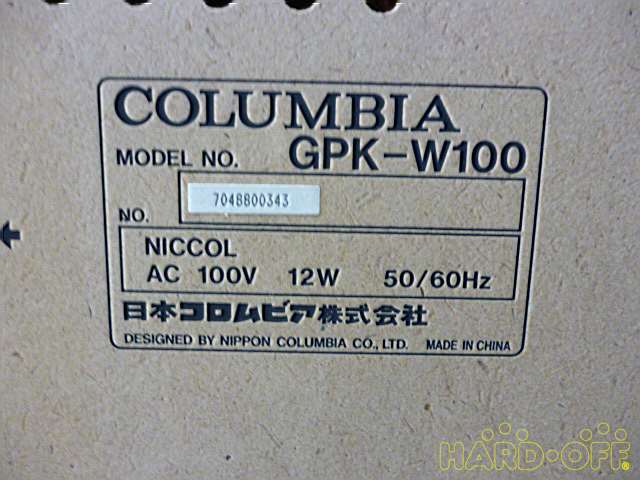 COLUMBIA
MODEL NO. GPK-W100
NO. 7048800343
NICCOL
AC 100V 12W 50/60Hz
日本コロムビア株式会社
DESIGNED BY NIPPON COLUMBIA CO., LTD. MADE IN CHINA
HARD・OFF®